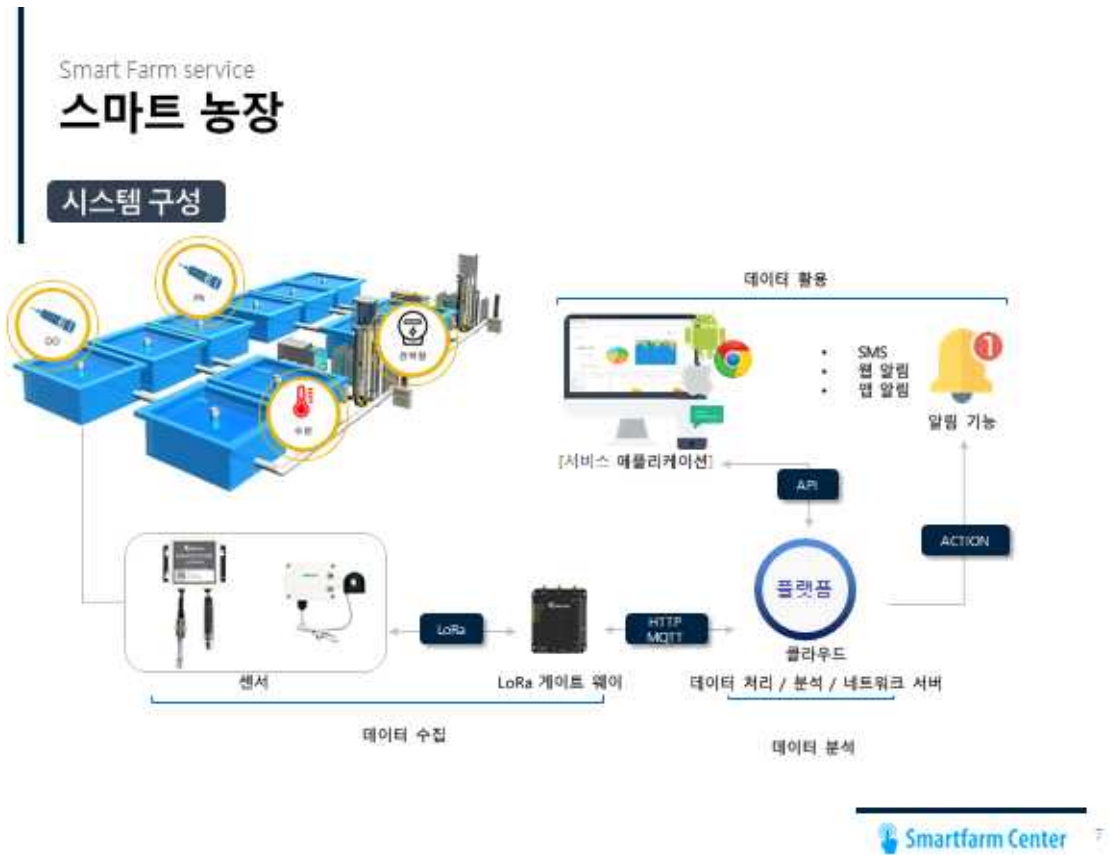 Smart Farm service
스마트 농장
시스템 구성
DO
PH
전력량
수온
데이터 활용
• SMS
• 웹 알림
• 앱 알림
1
알림 기능
[서비스 애플리케이션]
API
ACTION
플랫폼
LoRa
HTTP
MQTT
클라우드
센서
LoRa 게이트 웨이
데이터 처리 / 분석 / 네트워크 서버
데이터 수집
데이터 분석
Smartfarm Center